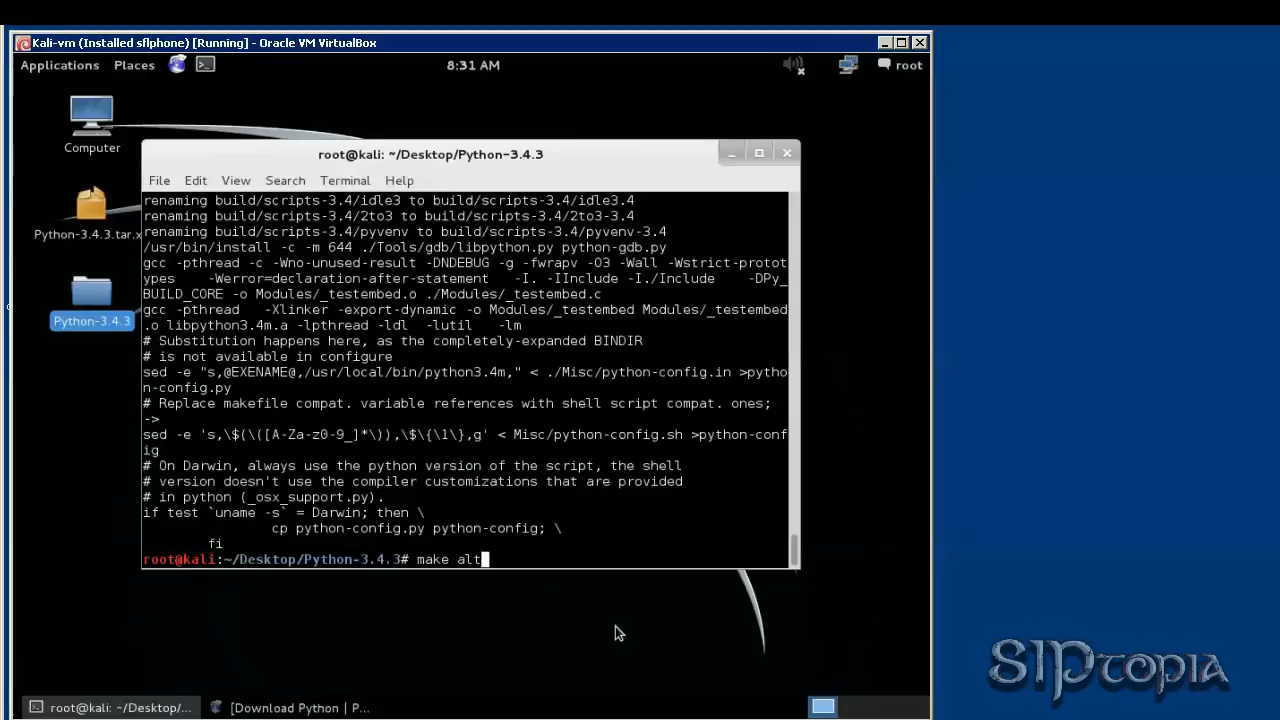 Kali-vm (Installed sflphone) [Running] - Oracle VM VirtualBox
Applications Places 8:31 AM root
Computer
Python-3.4.3.tar.x
Python-3.4.3
root@kali: ~/Desktop/Python-3.4.3
File Edit View Search Terminal Help
renaming build/scripts-3.4/idle3 to build/scripts-3.4/idle3.4
renaming build/scripts-3.4/2to3 to build/scripts-3.4/2to3-3.4
renaming build/scripts-3.4/pyvenv to build/scripts-3.4/pyvenv-3.4
/usr/bin/install -c -m 644 ./Tools/gdb/libpython.py python-gdb.py
gcc -pthread -c -Wno-unused-result -DNDEBUG -g -fwrapv -O3 -Wall -Wstrict-protot
ypes -Werror=declaration-after-statement -I. -IInclude -I./Include -DPy_
BUILD_CORE -o Modules/_testembed.o ./Modules/_testembed.c
gcc -pthread -Xlinker -export-dynamic -o Modules/_testembed Modules/_testembed
.o libpython3.4m.a -lpthread -ldl -lutil -lm
# Substitution happens here, as the completely-expanded BINDIR
# is not available in configure
sed -e "s,@EXENAME@,/usr/local/bin/python3.4m," < ./Misc/python-config.in >pytho
n-config.py
# Replace makefile compat. variable references with shell script compat. ones;
->
sed -e 's,\$(\([A-Za-z0-9_]*\)),\$\{\1\},g' < Misc/python-config.sh >python-conf
ig
# On Darwin, always use the python version of the script, the shell
# version doesn't use the compiler customizations that are provided
# in python (_osx_support.py).
if test `uname -s` = Darwin; then \
cp python-config.py python-config; \
fi
root@kali:~/Desktop/Python-3.4.3# make alt
root@kali: ~/Desktop/... [Download Python | P...
SIPtopia